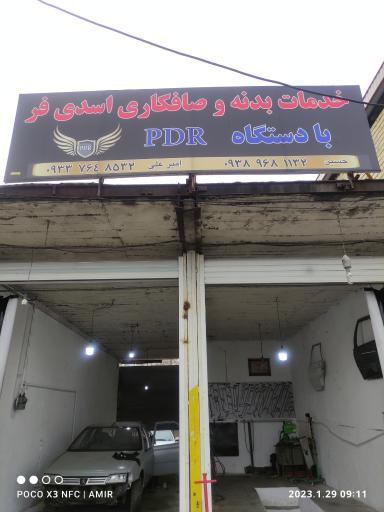 خدمات بدنه و صافکاری اسدی فر
با دستگاه PDR
PDR
حسین ۰۹۳۸ ۹۶۸ ۱۱۳۲ امیر علی ۰۹۳۳ ۷۶۴ ۸۵۳۲
POCO X3 NFC | AMIR
2023.1.29 09:11